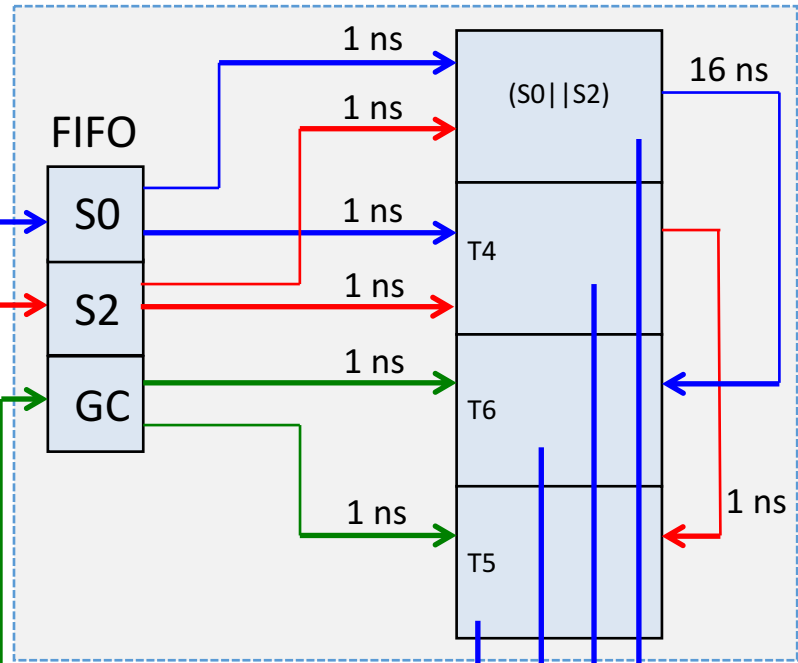 1 ns
(S0||S2)
16 ns
1 ns
FIFO
S0
1 ns
T4
S2
1 ns
GC
1 ns
T6
1 ns
1 ns
T5